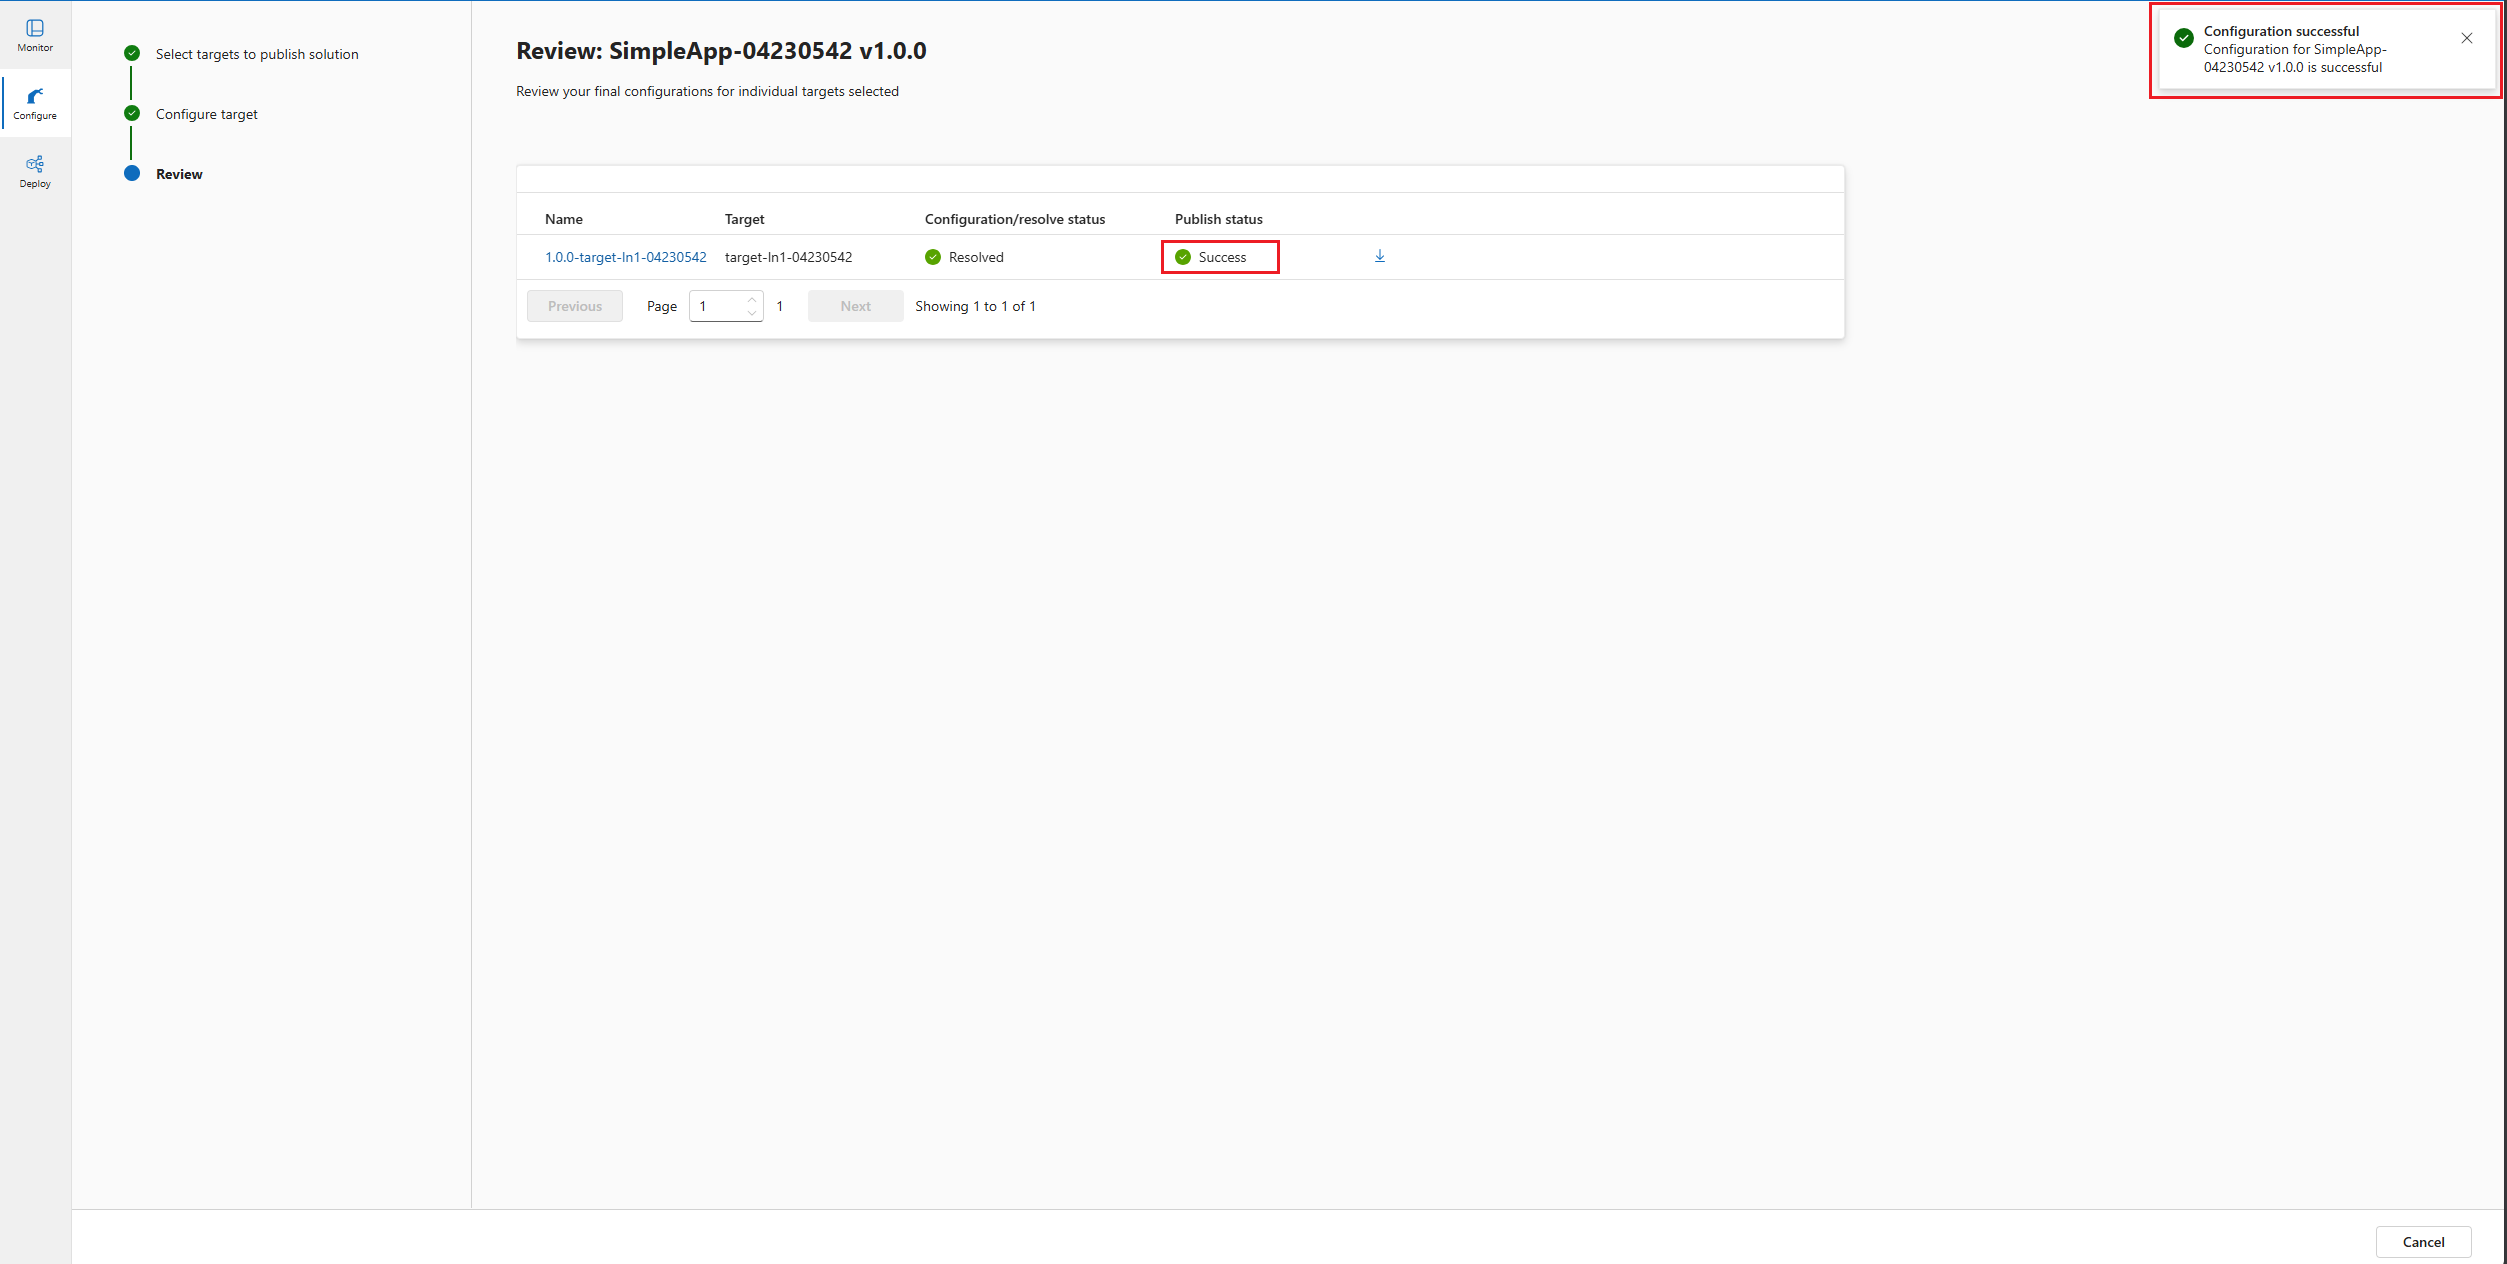 Monitor
Configure
Deploy
Select targets to publish solution
Configure target
Review
Review: SimpleApp-04230542 v1.0.0
Review your final configurations for individual targets selected
Configuration successful
Configuration for SimpleApp-
04230542 v1.0.0 is successful
Name Target Configuration/resolve status Publish status
1.0.0-target-ln1-04230542 target-ln1-04230542 Resolved Success
Previous Page 1 1 Next Showing 1 to 1 of 1
Cancel